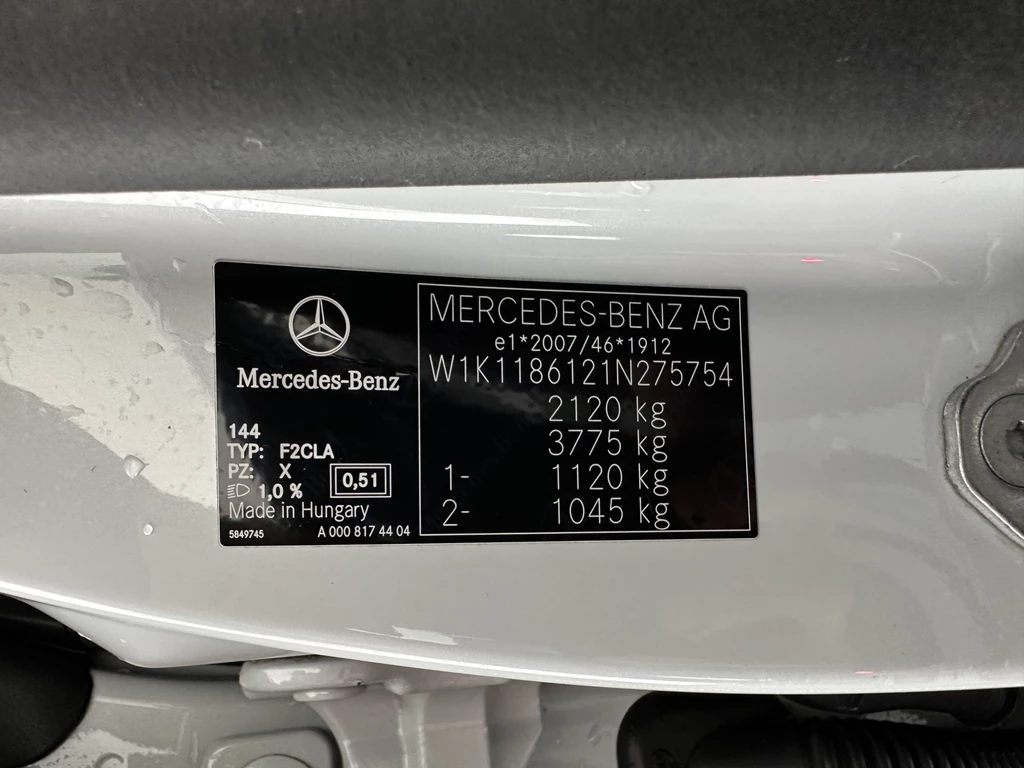 Mercedes-Benz
144
TYP: F2CLA
PZ: X
1,0 %
0,51
Made in Hungary
5849745 A 000 817 44 04
MERCEDES-BENZ AG
e1*2007/46*1912
W1K1186121N275754
2120 kg
3775 kg
1- 1120 kg
2- 1045 kg